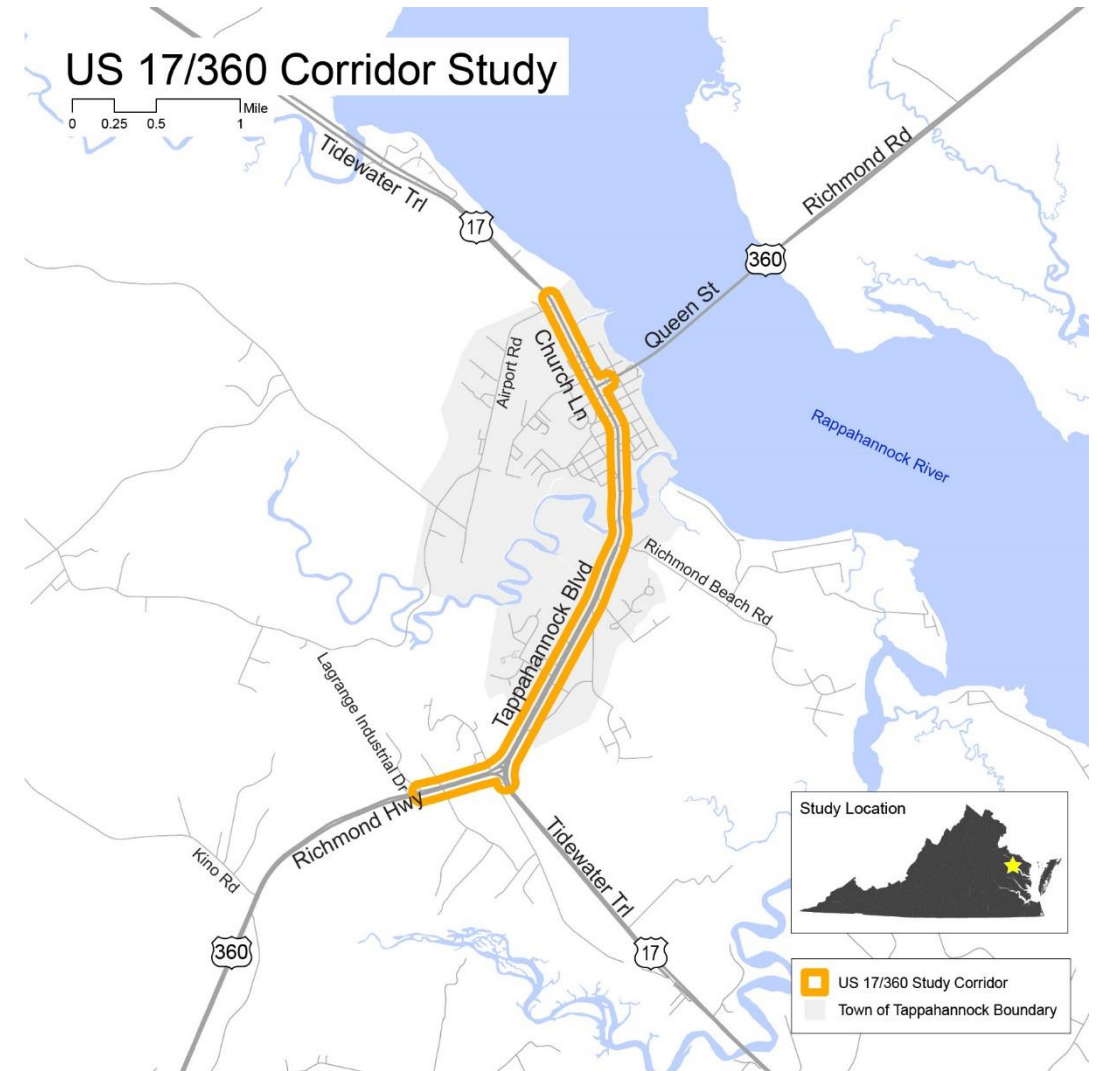 US 17/360 Corridor Study
Mile
0 0.25 0.5 1
Tidewater Trl
17
Richmond Rd
360
Queen St
Airport Rd
Church Ln
Rappahannock River
Richmond Beach Rd
Tappahannock Blvd
Lagrange Industrial Dr
Richmond Hwy
Kino Rd
Tidewater Trl
360
17
Study Location
US 17/360 Study Corridor
Town of Tappahannock Boundary